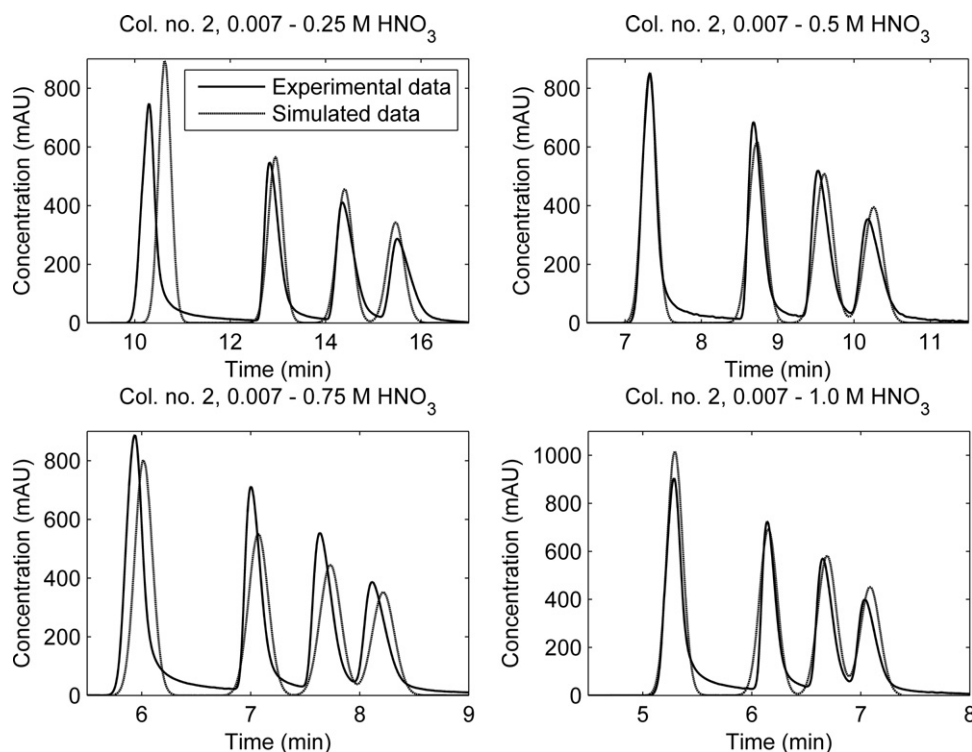 Col. no. 2, 0.007 - 0.25 M HNO3
Concentration (mAU)
800
600
400
200
0
Experimental data
Simulated data
10 12 14 16
Time (min)
Col. no. 2, 0.007 - 0.5 M HNO3
Concentration (mAU)
800
600
400
200
0
7 8 9 10 11
Time (min)
Col. no. 2, 0.007 - 0.75 M HNO3
Concentration (mAU)
800
600
400
200
0
6 7 8 9
Time (min)
Col. no. 2, 0.007 - 1.0 M HNO3
Concentration (mAU)
1000
800
600
400
200
0
5 6 7 8
Time (min)